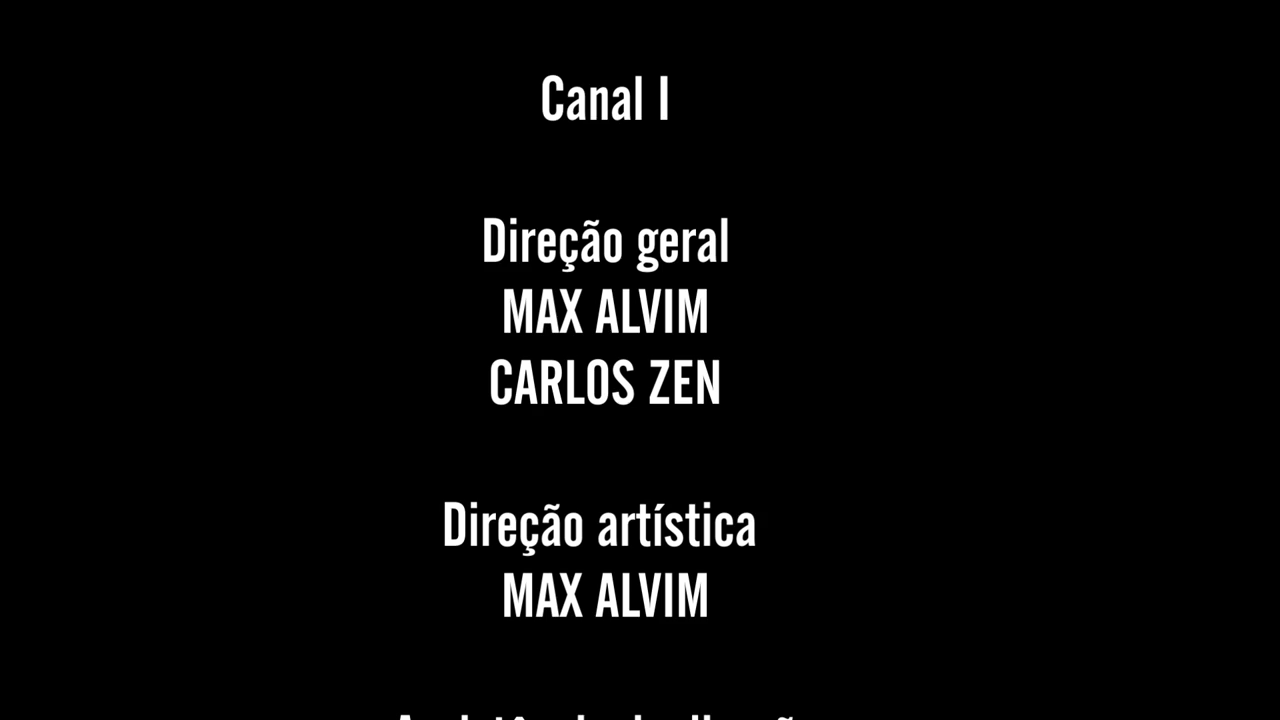 Canal I
Direção geral
MAX ALVIM
CARLOS ZEN
Direção artística
MAX ALVIM